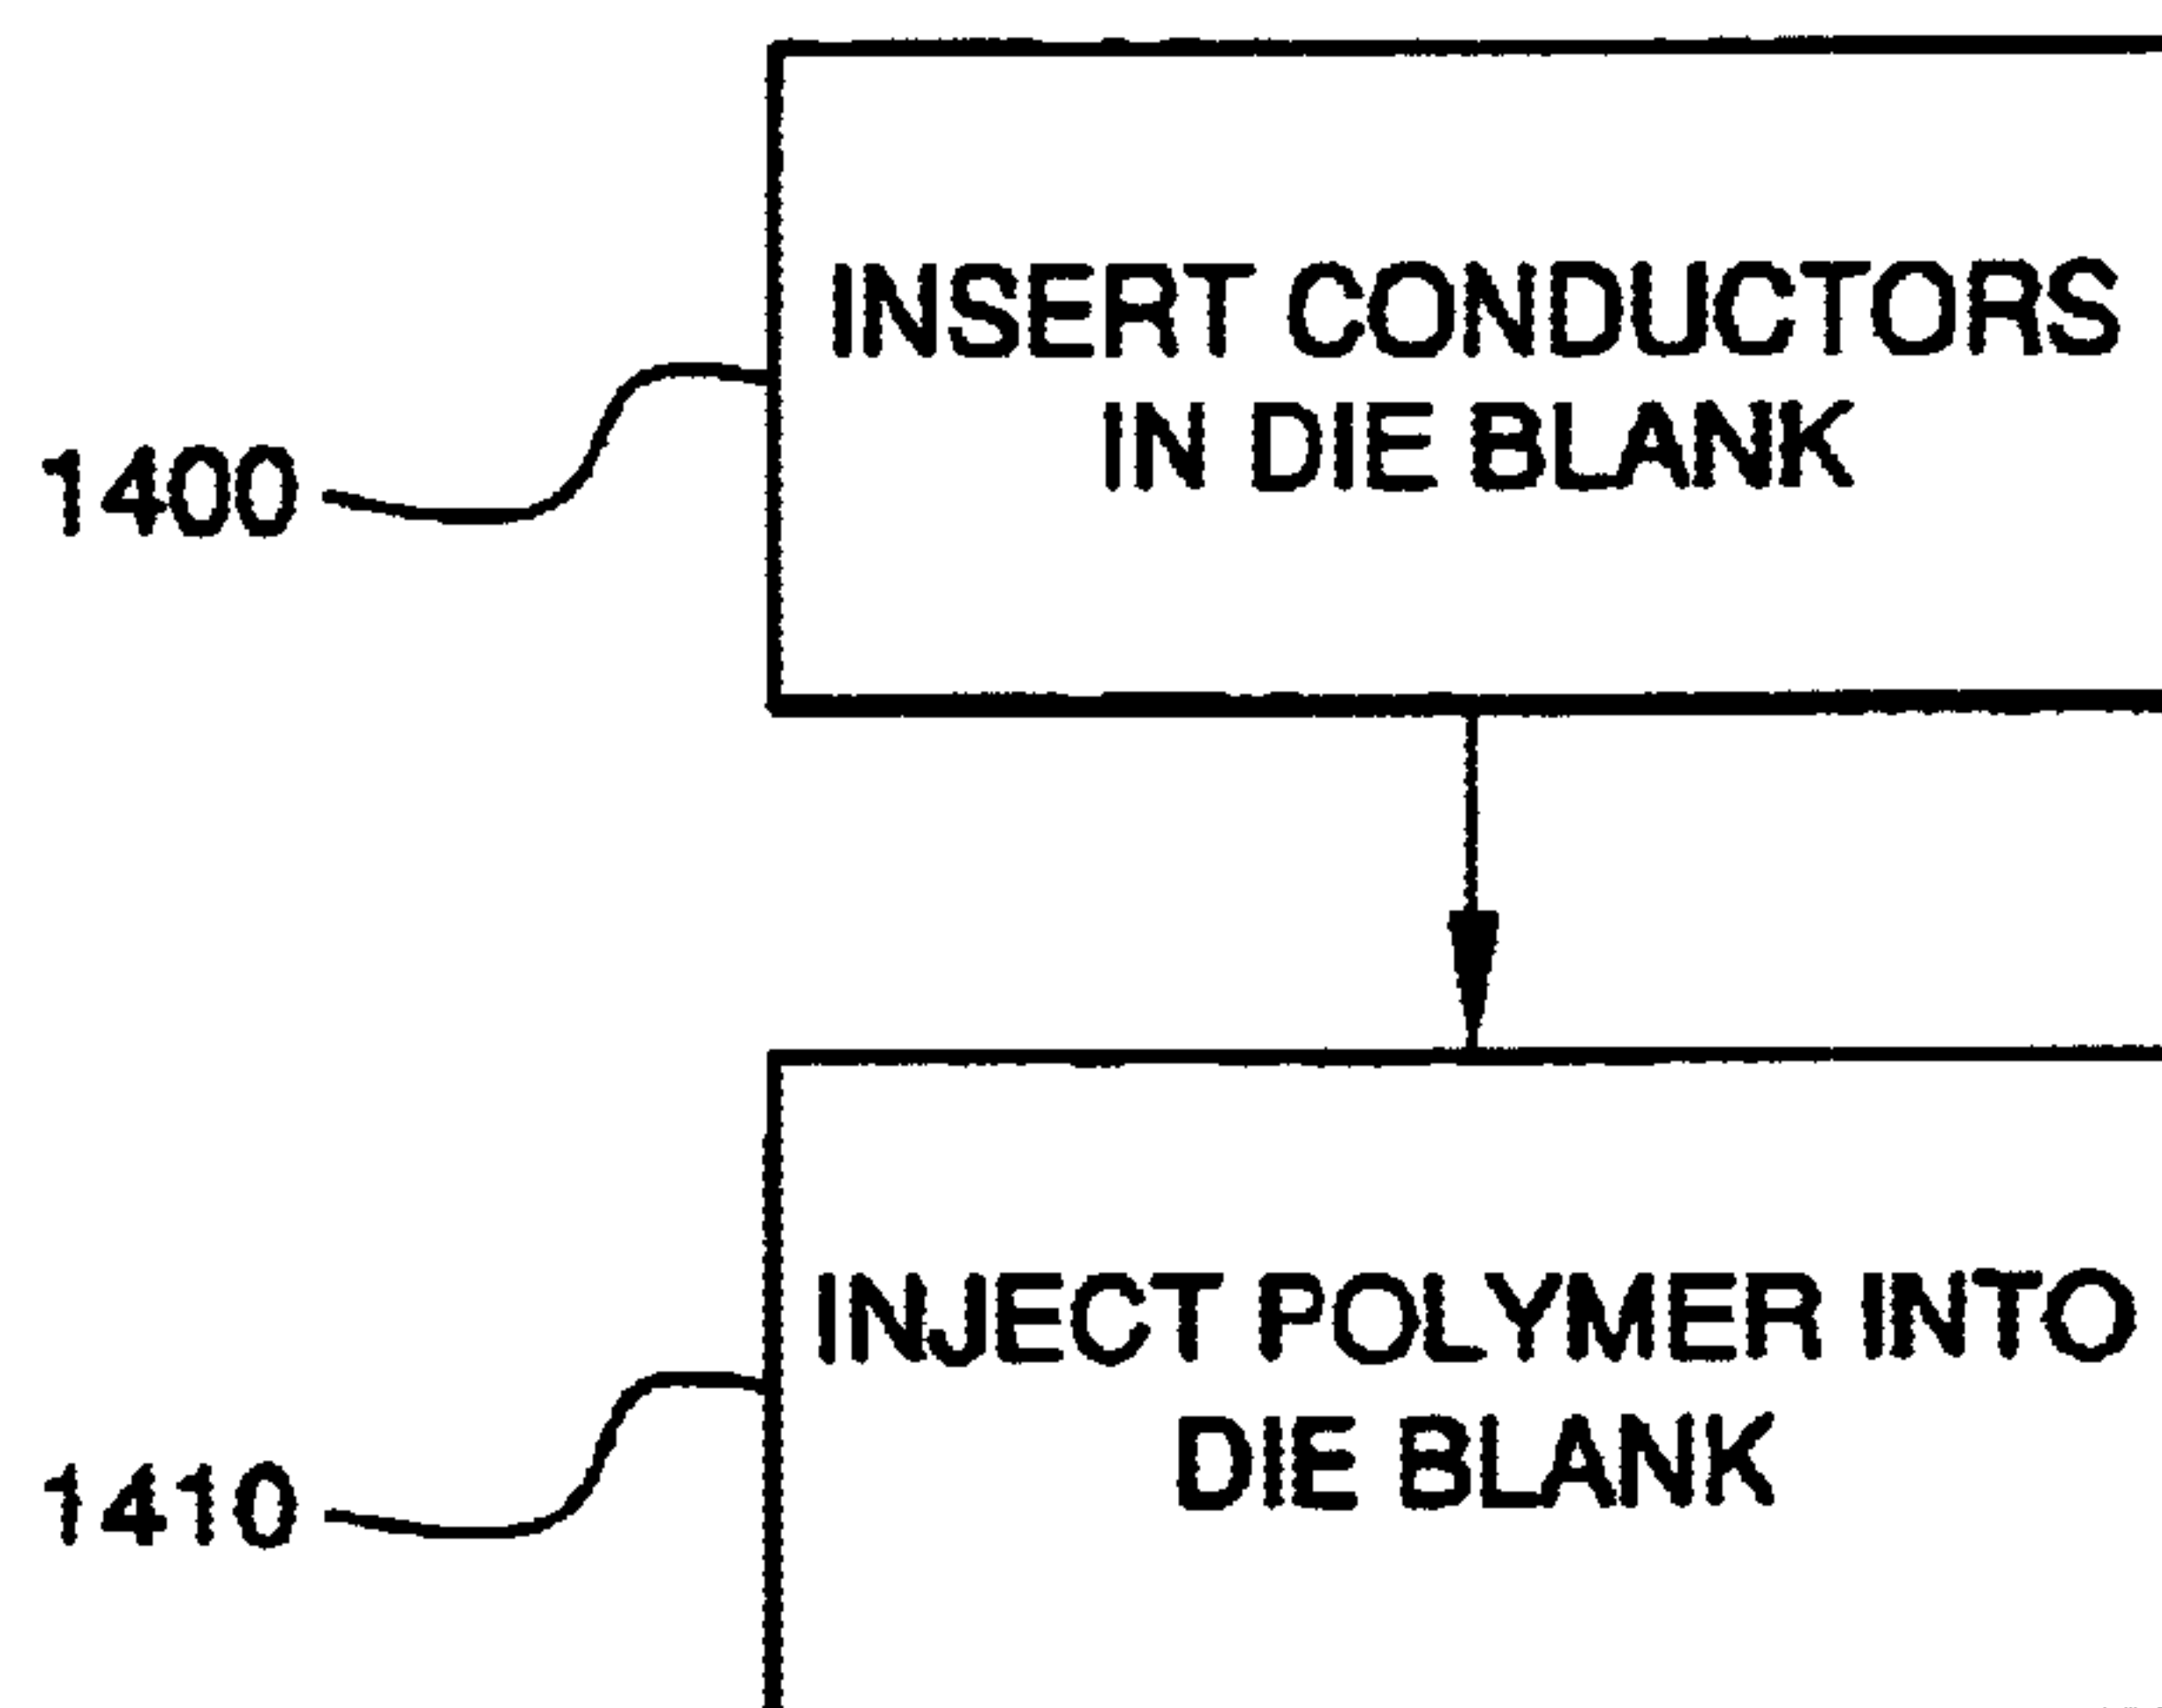 INSERT CONDUCTORS
IN DIE BLANK
1400
INJECT POLYMER INTO
DIE BLANK
1410